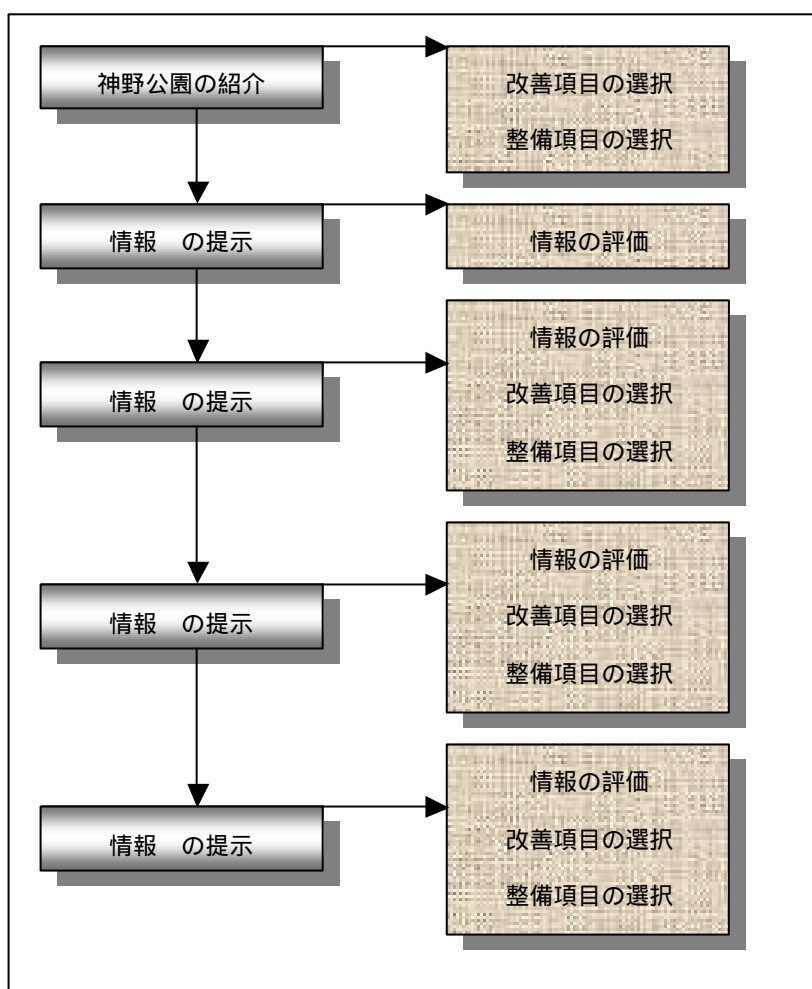 神野公園の紹介
改善項目の選択
整備項目の選択
情報　の提示
情報の評価
情報　の提示
情報の評価
改善項目の選択
整備項目の選択
情報　の提示
情報の評価
改善項目の選択
整備項目の選択
情報　の提示
情報の評価
改善項目の選択
整備項目の選択